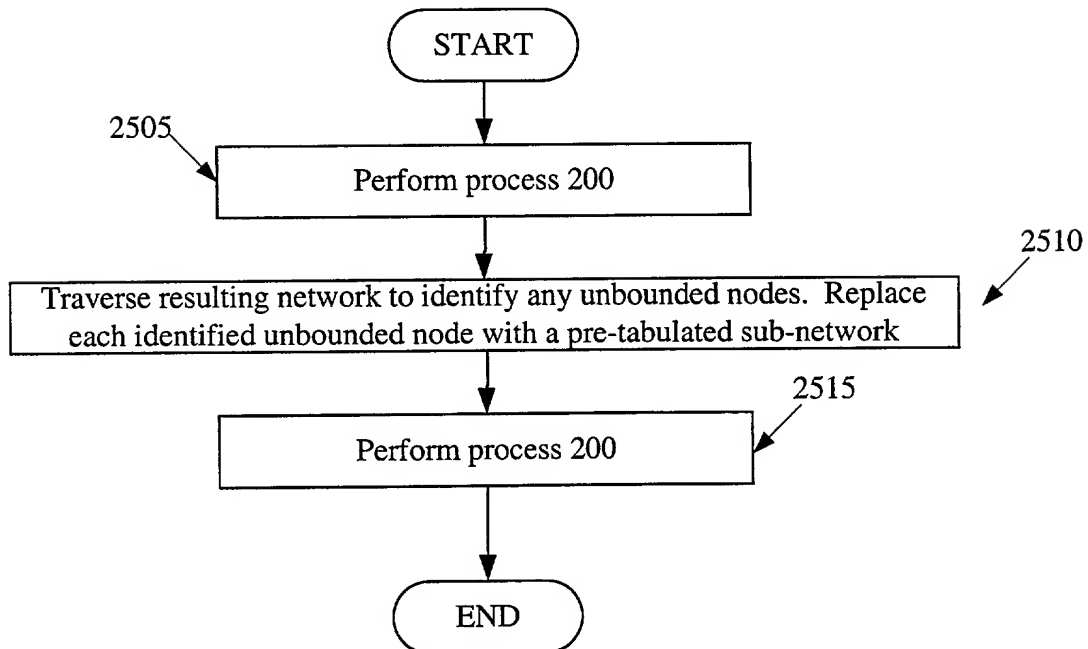 START
2505
Perform process 200
2510
Traverse resulting network to identify any unbounded nodes. Replace
each identified unbounded node with a pre-tabulated sub-network
2515
Perform process 200
END